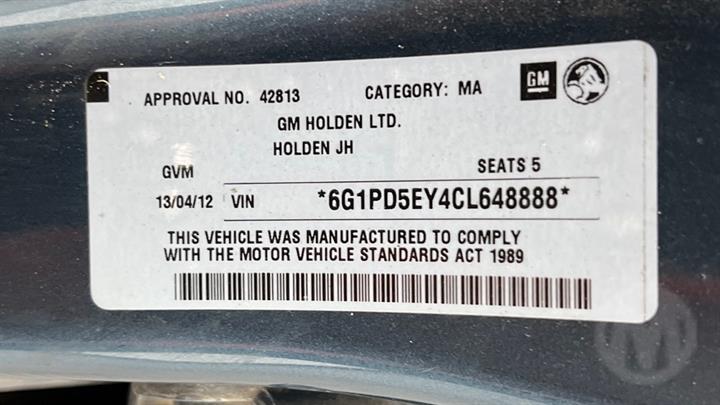 APPROVAL NO. 42813 CATEGORY: MA GM
GM HOLDEN LTD.
HOLDEN JH
GVM SEATS 5
13/04/12 VIN *6G1PD5EY4CL648888*
THIS VEHICLE WAS MANUFACTURED TO COMPLY
WITH THE MOTOR VEHICLE STANDARDS ACT 1989
M